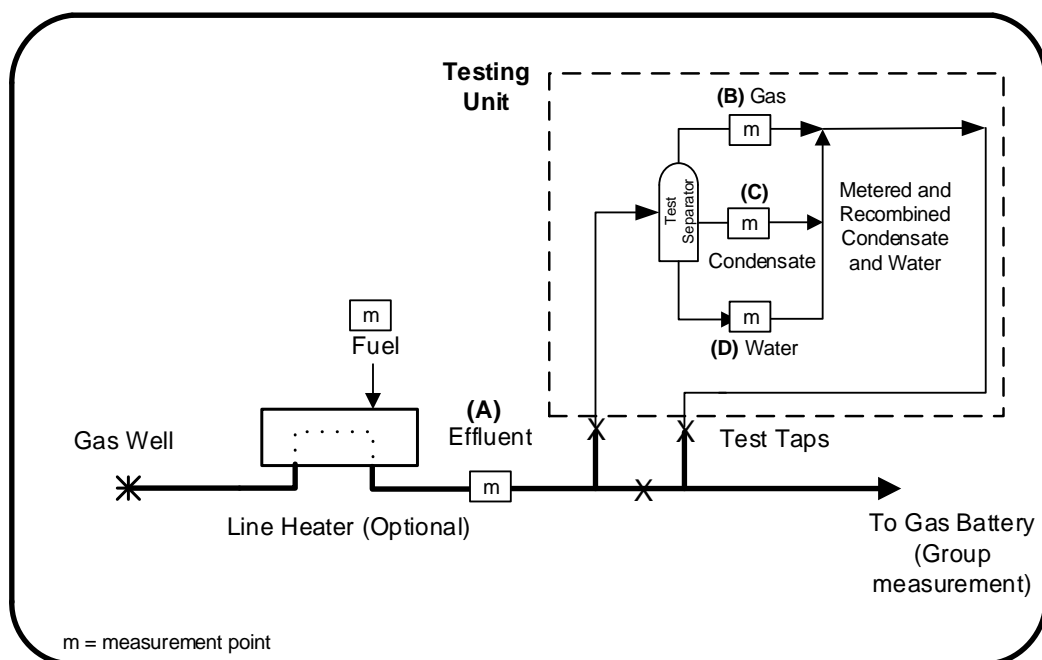 Testing
Unit
(B) Gas
m
Test
Separator
(C)
m
Condensate
Metered and
Recombined
Condensate
and Water
m
(D) Water
m
Fuel
(A)
Effluent
Gas Well
m
Test Taps
Line Heater (Optional)
To Gas Battery
(Group
measurement)
m = measurement point